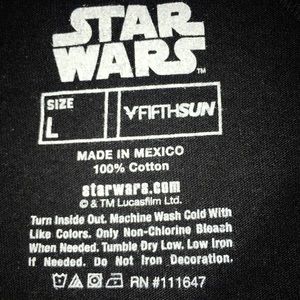 STAR
WARS™
SIZE
L
FIFTHSUN
MADE IN MEXICO
100% Cotton
starwars.com
© & TM Lucasfilm Ltd.
Turn Inside Out. Machine Wash Cold With
Like Colors. Only Non-Chlorine Bleach
When Needed. Tumble Dry Low, Low Iron
If Needed. Do Not Iron Decoration.
RN #111647